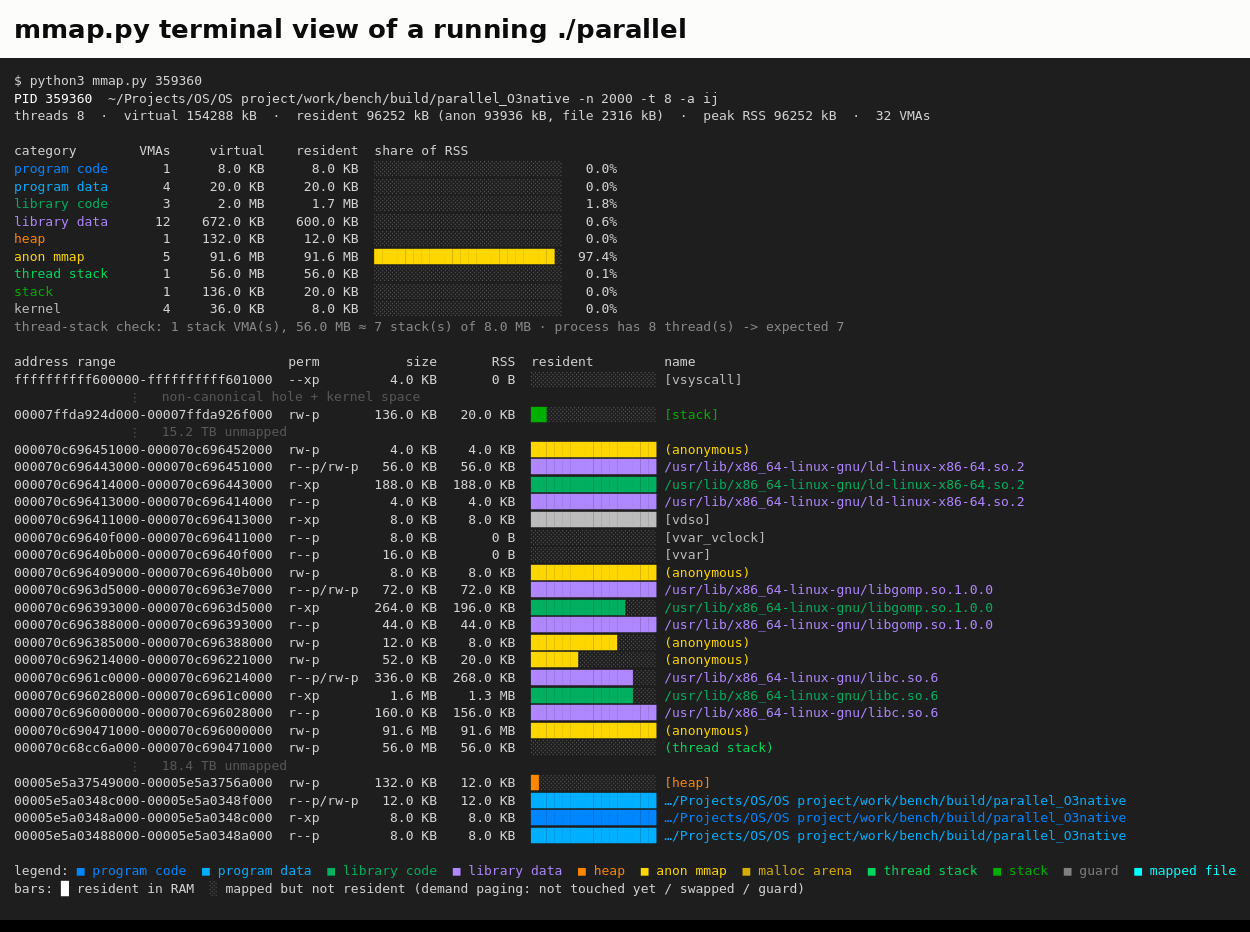 mmap.py terminal view of a running ./parallel
$ python3 mmap.py 359360
PID 359360  ~/Projects/OS/OS project/work/bench/build/parallel_O3native -n 2000 -t 8 -a ij
threads 8  ·  virtual 154288 kB  ·  resident 96252 kB (anon 93936 kB, file 2316 kB)  ·  peak RSS 96252 kB  ·  32 VMAs
category VMAs virtual resident share of RSS
program code 1 8.0 KB 8.0 KB 0.0%
program data 4 20.0 KB 20.0 KB 0.0%
library code 3 2.0 MB 1.7 MB 1.8%
library data 12 672.0 KB 600.0 KB 0.6%
heap 1 132.0 KB 12.0 KB 0.0%
anon mmap 5 91.6 MB 91.6 MB 97.4%
thread stack 1 56.0 MB 56.0 KB 0.1%
stack 1 136.0 KB 20.0 KB 0.0%
kernel 4 36.0 KB 8.0 KB 0.0%
thread-stack check: 1 stack VMA(s), 56.0 MB ≈ 7 stack(s) of 8.0 MB · process has 8 thread(s) -> expected 7
address range perm size RSS resident name
ffffffffff600000-ffffffffff601000 --xp 4.0 KB 0 B [vsyscall]
⋮ non-canonical hole + kernel space
00007ffda924d000-00007ffda926f000 rw-p 136.0 KB 20.0 KB [stack]
⋮ 15.2 TB unmapped
000070c696451000-000070c696452000 rw-p 4.0 KB 4.0 KB (anonymous)
000070c696443000-000070c696451000 r--p/rw-p 56.0 KB 56.0 KB /usr/lib/x86_64-linux-gnu/ld-linux-x86-64.so.2
000070c696414000-000070c696443000 r-xp 188.0 KB 188.0 KB /usr/lib/x86_64-linux-gnu/ld-linux-x86-64.so.2
000070c696413000-000070c696414000 r--p 4.0 KB 4.0 KB /usr/lib/x86_64-linux-gnu/ld-linux-x86-64.so.2
000070c696411000-000070c696413000 r-xp 8.0 KB 8.0 KB [vdso]
000070c69640f000-000070c696411000 r--p 8.0 KB 0 B [vvar_vclock]
000070c69640b000-000070c69640f000 r--p 16.0 KB 0 B [vvar]
000070c696409000-000070c69640b000 rw-p 8.0 KB 8.0 KB (anonymous)
000070c6963d5000-000070c6963e7000 r--p/rw-p 72.0 KB 72.0 KB /usr/lib/x86_64-linux-gnu/libgomp.so.1.0.0
000070c696393000-000070c6963d5000 r-xp 264.0 KB 196.0 KB /usr/lib/x86_64-linux-gnu/libgomp.so.1.0.0
000070c696388000-000070c696393000 r--p 44.0 KB 44.0 KB /usr/lib/x86_64-linux-gnu/libgomp.so.1.0.0
000070c696385000-000070c696388000 rw-p 12.0 KB 8.0 KB (anonymous)
000070c696214000-000070c696221000 rw-p 52.0 KB 20.0 KB (anonymous)
000070c6961c0000-000070c696214000 r--p/rw-p 336.0 KB 268.0 KB /usr/lib/x86_64-linux-gnu/libc.so.6
000070c696028000-000070c6961c0000 r-xp 1.6 MB 1.3 MB /usr/lib/x86_64-linux-gnu/libc.so.6
000070c696000000-000070c696028000 r--p 160.0 KB 156.0 KB /usr/lib/x86_64-linux-gnu/libc.so.6
000070c690471000-000070c696000000 rw-p 91.6 MB 91.6 MB (anonymous)
000070c68cc6a000-000070c690471000 rw-p 56.0 MB 56.0 KB (thread stack)
⋮ 18.4 TB unmapped
00005e5a37549000-00005e5a3756a000 rw-p 132.0 KB 12.0 KB [heap]
00005e5a0348c000-00005e5a0348f000 r--p/rw-p 12.0 KB 12.0 KB …/Projects/OS/OS project/work/bench/build/parallel_O3native
00005e5a0348a000-00005e5a0348c000 r-xp 8.0 KB 8.0 KB …/Projects/OS/OS project/work/bench/build/parallel_O3native
00005e5a03488000-00005e5a0348a000 r--p 8.0 KB 8.0 KB …/Projects/OS/OS project/work/bench/build/parallel_O3native
legend: ■ program code ■ program data ■ library code ■ library data ■ heap ■ anon mmap ■ malloc arena ■ thread stack ■ stack ■ guard ■ mapped file
bars: █ resident in RAM ░ mapped but not resident (demand paging: not touched yet / swapped / guard)